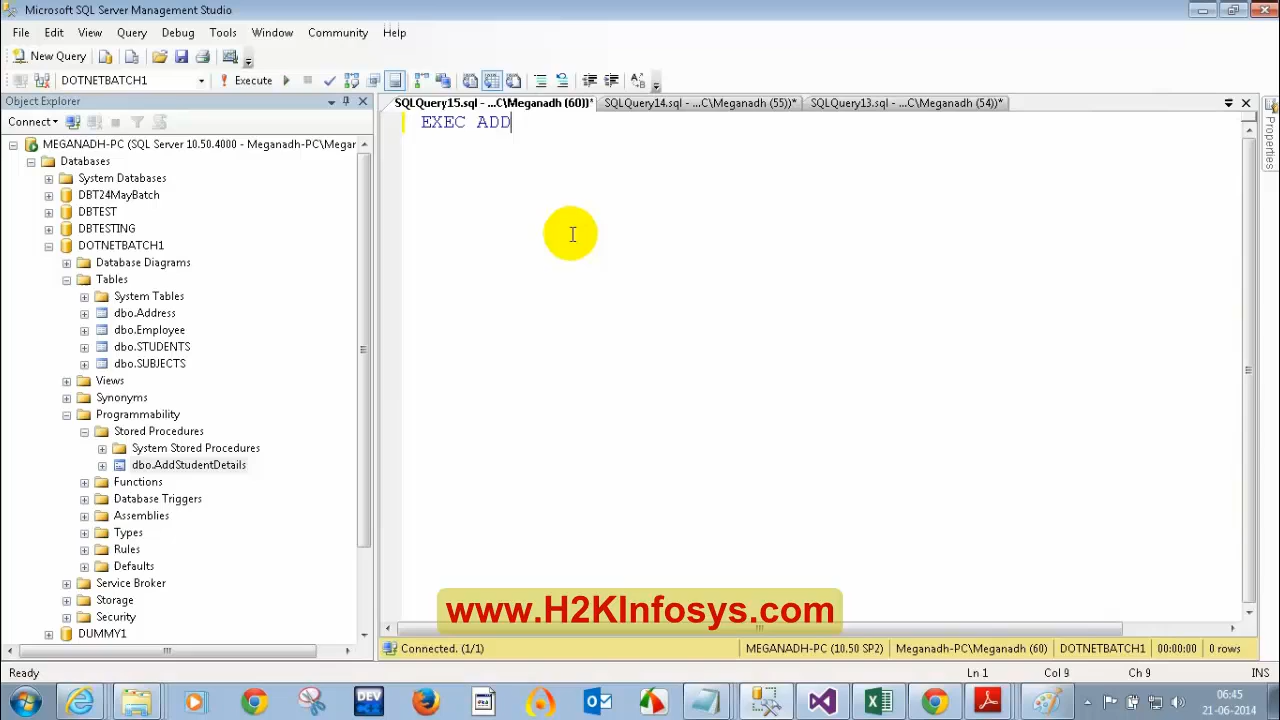 Microsoft SQL Server Management Studio
File Edit View Query Debug Tools Window Community Help
New Query
DOTNETBATCH1 Execute
Object Explorer
SQLQuery15.sql - ...C\Meganadh (60))* SQLQuery14.sql - ...C\Meganadh (55))* SQLQuery13.sql - ...C\Meganadh (54))*
Connect
EXEC ADD
Properties
MEGANADH-PC (SQL Server 10.50.4000 - Meganadh-PC\Megar
Databases
System Databases
DBT24MayBatch
DBTEST
DBTESTING
DOTNETBATCH1
Database Diagrams
Tables
System Tables
dbo.Address
dbo.Employee
dbo.STUDENTS
dbo.SUBJECTS
Views
Synonyms
Programmability
Stored Procedures
System Stored Procedures
dbo.AddStudentDetails
Functions
Database Triggers
Assemblies
Types
Rules
Defaults
Service Broker
Storage
Security
DUMMY1
www.H2KInfosys.com
Connected. (1/1) MEGANADH-PC (10.50 SP2) Meganadh-PC\Meganadh (60) DOTNETBATCH1 00:00:00 0 rows
Ready Ln 1 Col 9 Ch 9 INS
DEV
06:45
21-06-2014